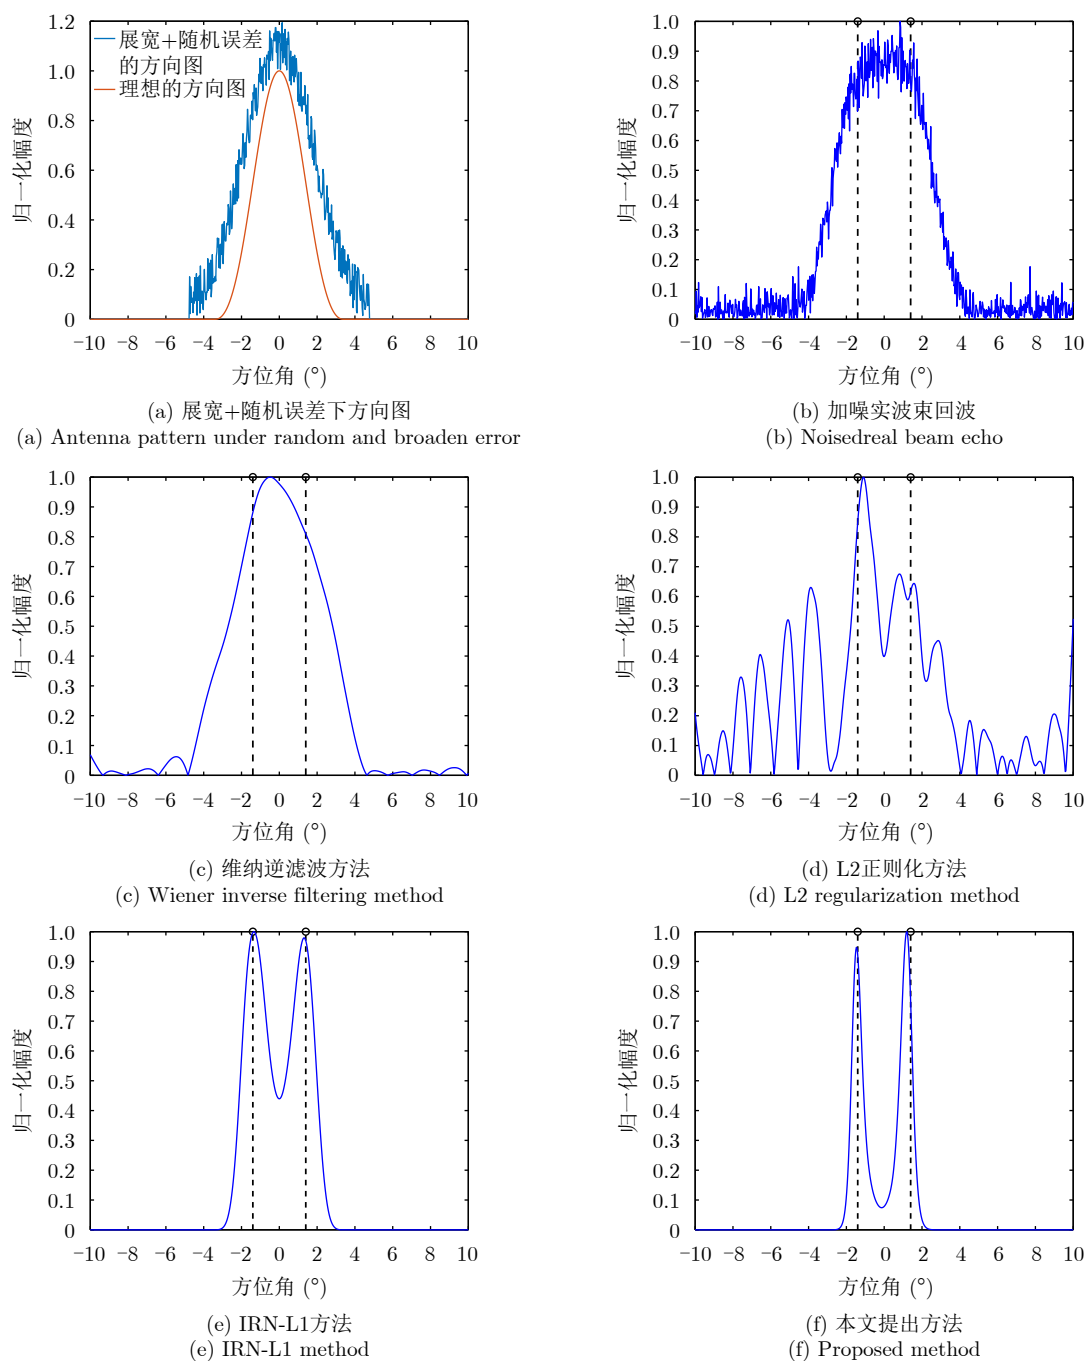 1.2
1.0
0.8
0.6
0.4
0.2
0
归一化幅度
展宽+随机误差
的方向图
理想的方向图
−10 −8 −6 −4 −2 0 2 4 6 8 10
方位角 (°)
(a) 展宽+随机误差下方向图
(a) Antenna pattern under random and broaden error
1.0
0.9
0.8
0.7
0.6
0.5
0.4
0.3
0.2
0.1
0
归一化幅度
−10 −8 −6 −4 −2 0 2 4 6 8 10
方位角 (°)
(b) 加噪实波束回波
(b) Noisedreal beam echo
1.0
0.9
0.8
0.7
0.6
0.5
0.4
0.3
0.2
0.1
0
归一化幅度
−10 −8 −6 −4 −2 0 2 4 6 8 10
方位角 (°)
(c) 维纳逆滤波方法
(c) Wiener inverse filtering method
1.0
0.9
0.8
0.7
0.6
0.5
0.4
0.3
0.2
0.1
0
归一化幅度
−10 −8 −6 −4 −2 0 2 4 6 8 10
方位角 (°)
(d) L2正则化方法
(d) L2 regularization method
1.0
0.9
0.8
0.7
0.6
0.5
0.4
0.3
0.2
0.1
0
归一化幅度
−10 −8 −6 −4 −2 0 2 4 6 8 10
方位角 (°)
(e) IRN-L1方法
(e) IRN-L1 method
1.0
0.9
0.8
0.7
0.6
0.5
0.4
0.3
0.2
0.1
0
归一化幅度
−10 −8 −6 −4 −2 0 2 4 6 8 10
方位角 (°)
(f) 本文提出方法
(f) Proposed method